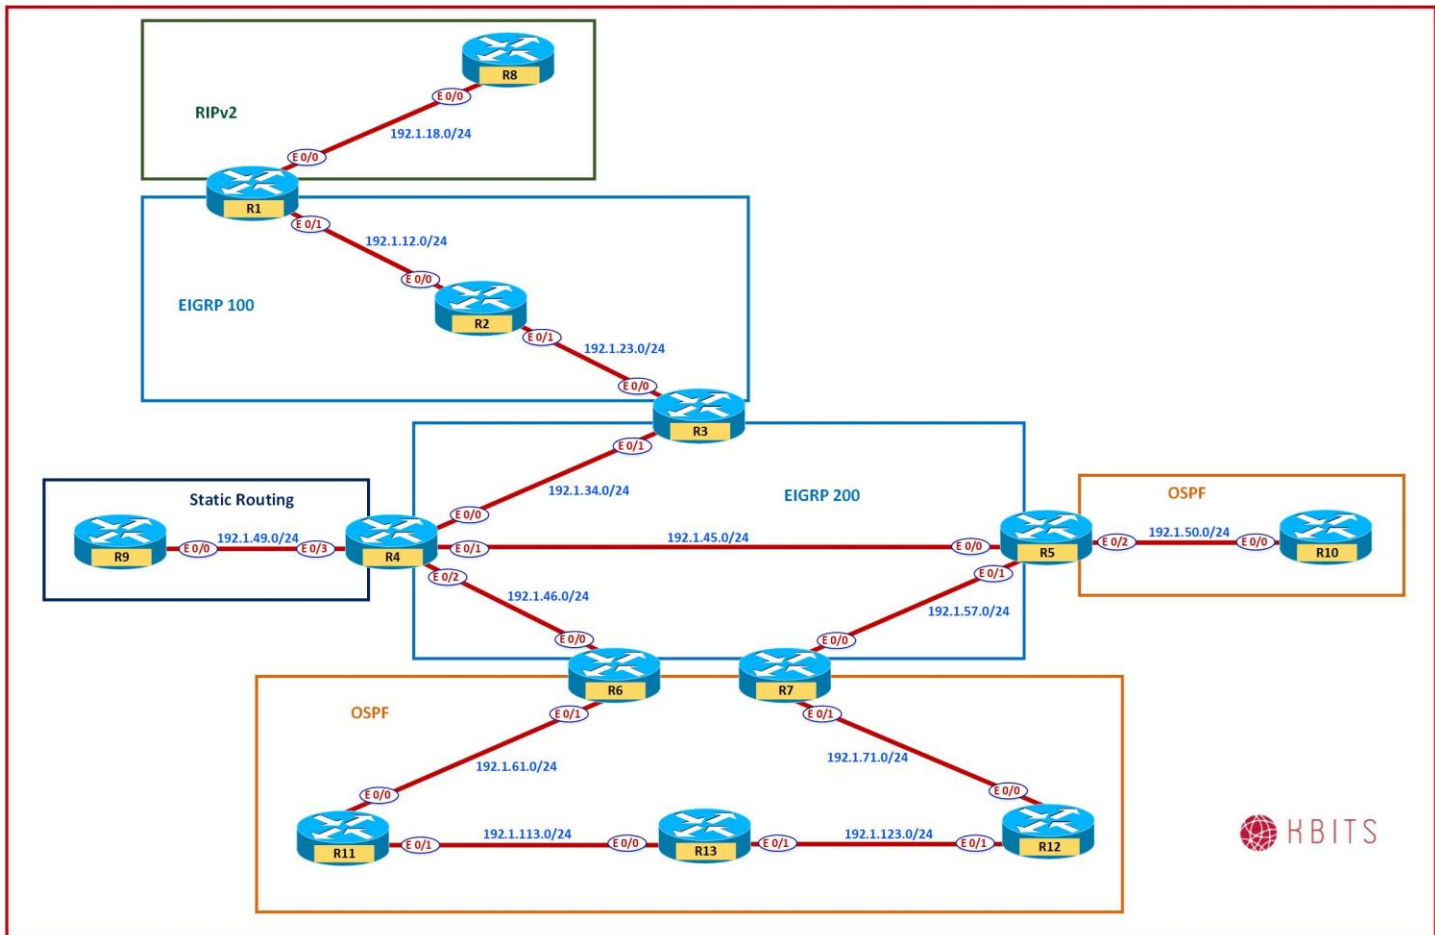 R8
E 0/0
RIPv2
192.1.18.0/24
E 0/0
R1
E 0/1
192.1.12.0/24
E 0/0
EIGRP 100
R2
E 0/1
192.1.23.0/24
E 0/0
R3
E 0/1
192.1.34.0/24
EIGRP 200
OSPF
Static Routing
E 0/0
192.1.49.0/24
192.1.45.0/24
192.1.50.0/24
R9
E 0/0
E 0/3
R4
E 0/1
E 0/0
R5
E 0/2
E 0/0
R10
E 0/2
E 0/1
192.1.46.0/24
192.1.57.0/24
E 0/0
E 0/0
R6
R7
OSPF
E 0/1
E 0/1
192.1.61.0/24
192.1.71.0/24
E 0/0
E 0/0
192.1.113.0/24
192.1.123.0/24
R11
E 0/1
E 0/0
R13
E 0/1
E 0/1
R12
KBITS